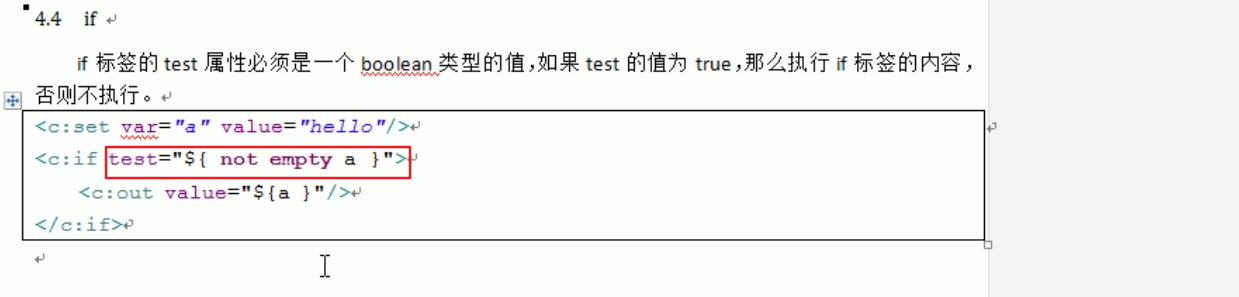 4.4 if
if 标签的 test 属性必须是一个 boolean 类型的值，如果 test 的值为 true，那么执行 if 标签的内容，
否则不执行。
<c:set var="a" value="hello"/>
<c:if test="${ not empty a }">
<c:out value="${a }"/>
</c:if>